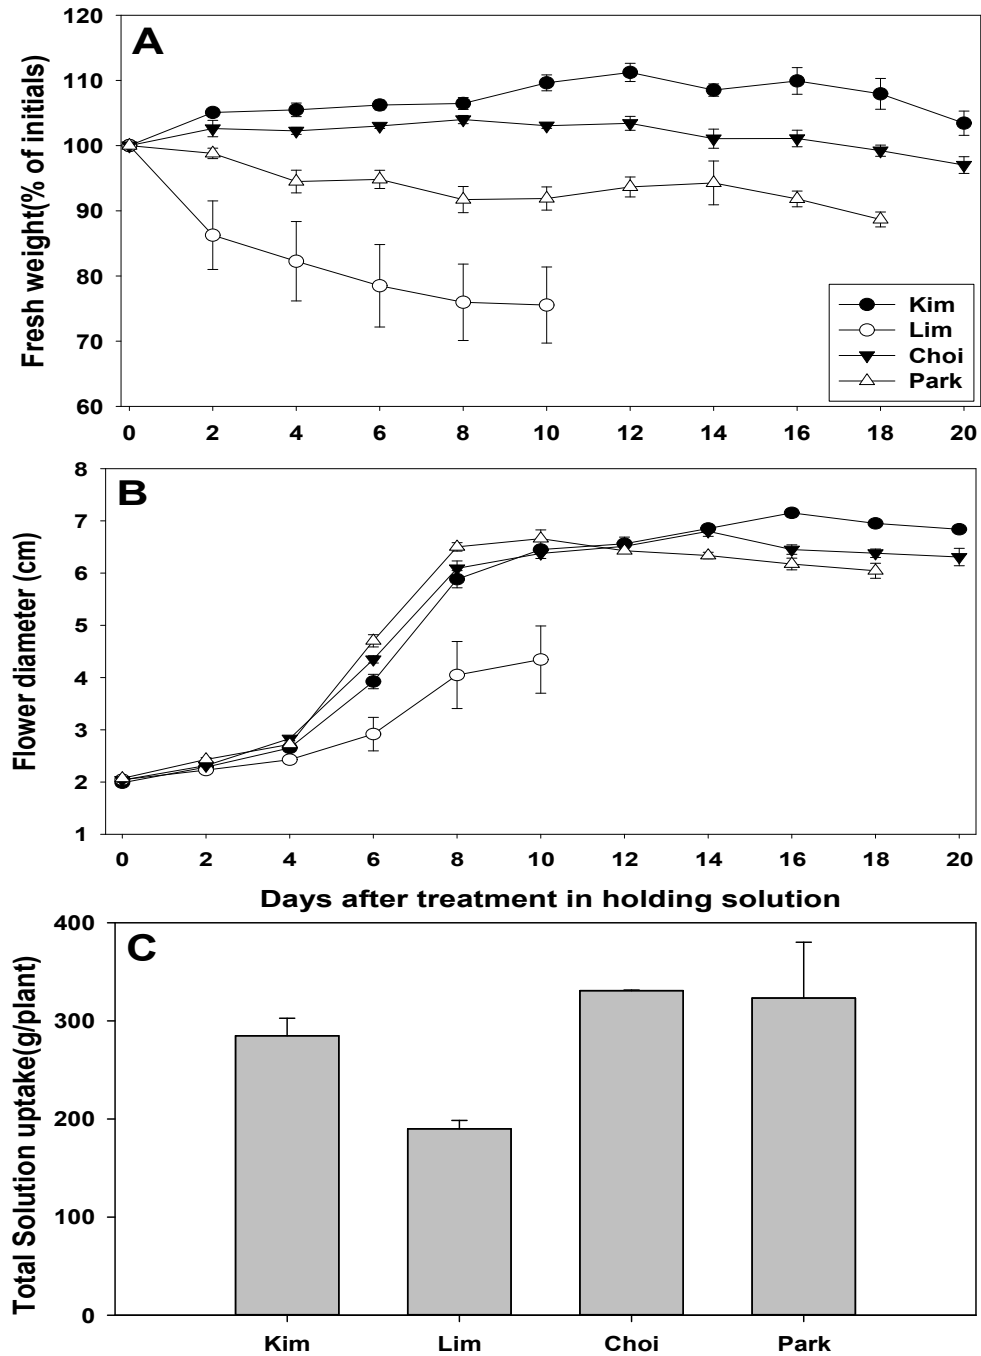 A
Fresh weight(% of initials)
120
110
100
90
80
70
60
Kim
Lim
Choi
Park
0 2 4 6 8 10 12 14 16 18 20
B
Flower diameter (cm)
8
7
6
5
4
3
2
1
0 2 4 6 8 10 12 14 16 18 20
Days after treatment in holding solution
C
Total Solution uptake(g/plant)
400
300
200
100
0
Kim Lim Choi Park